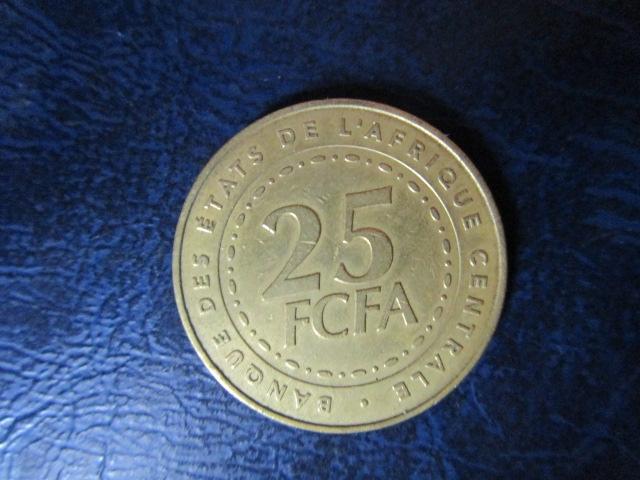 BANQUE DES ÉTATS DE L'AFRIQUE CENTRALE •
25
FCFA